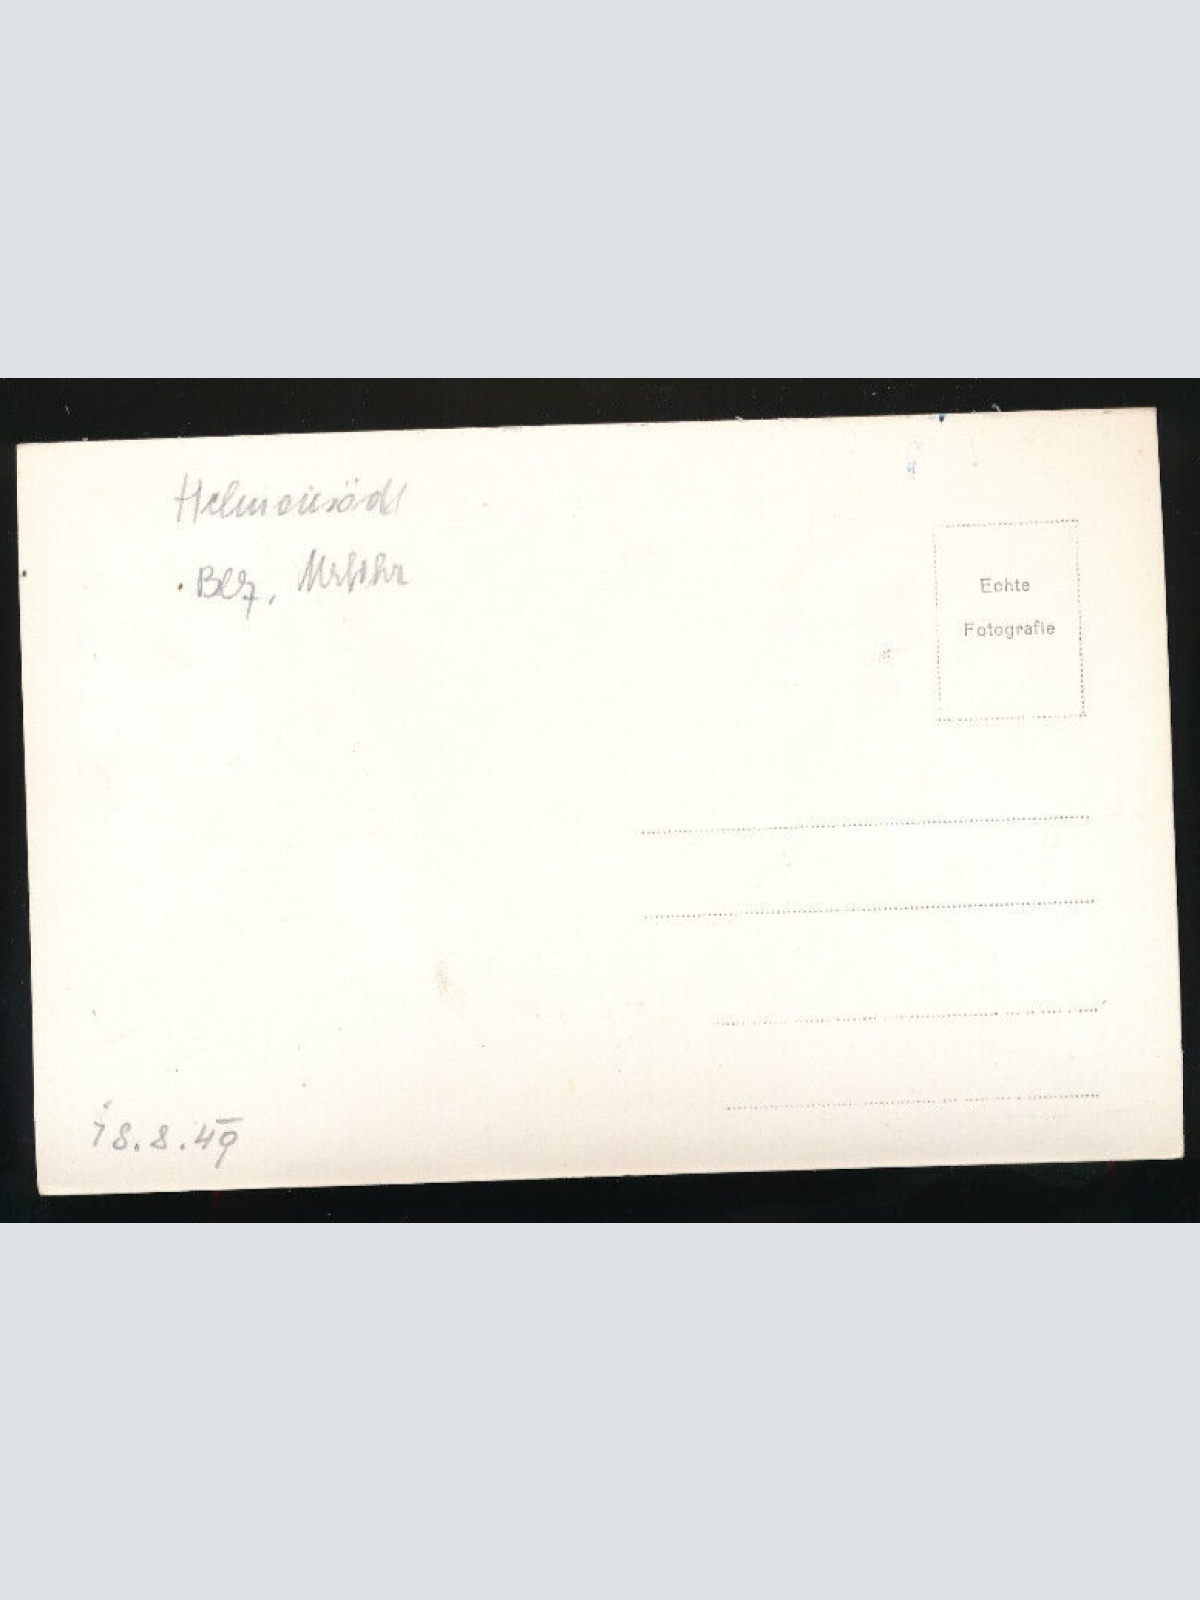 Helmonsödt
Bez, Urfahr
Echte
Fotografie
18.8.49